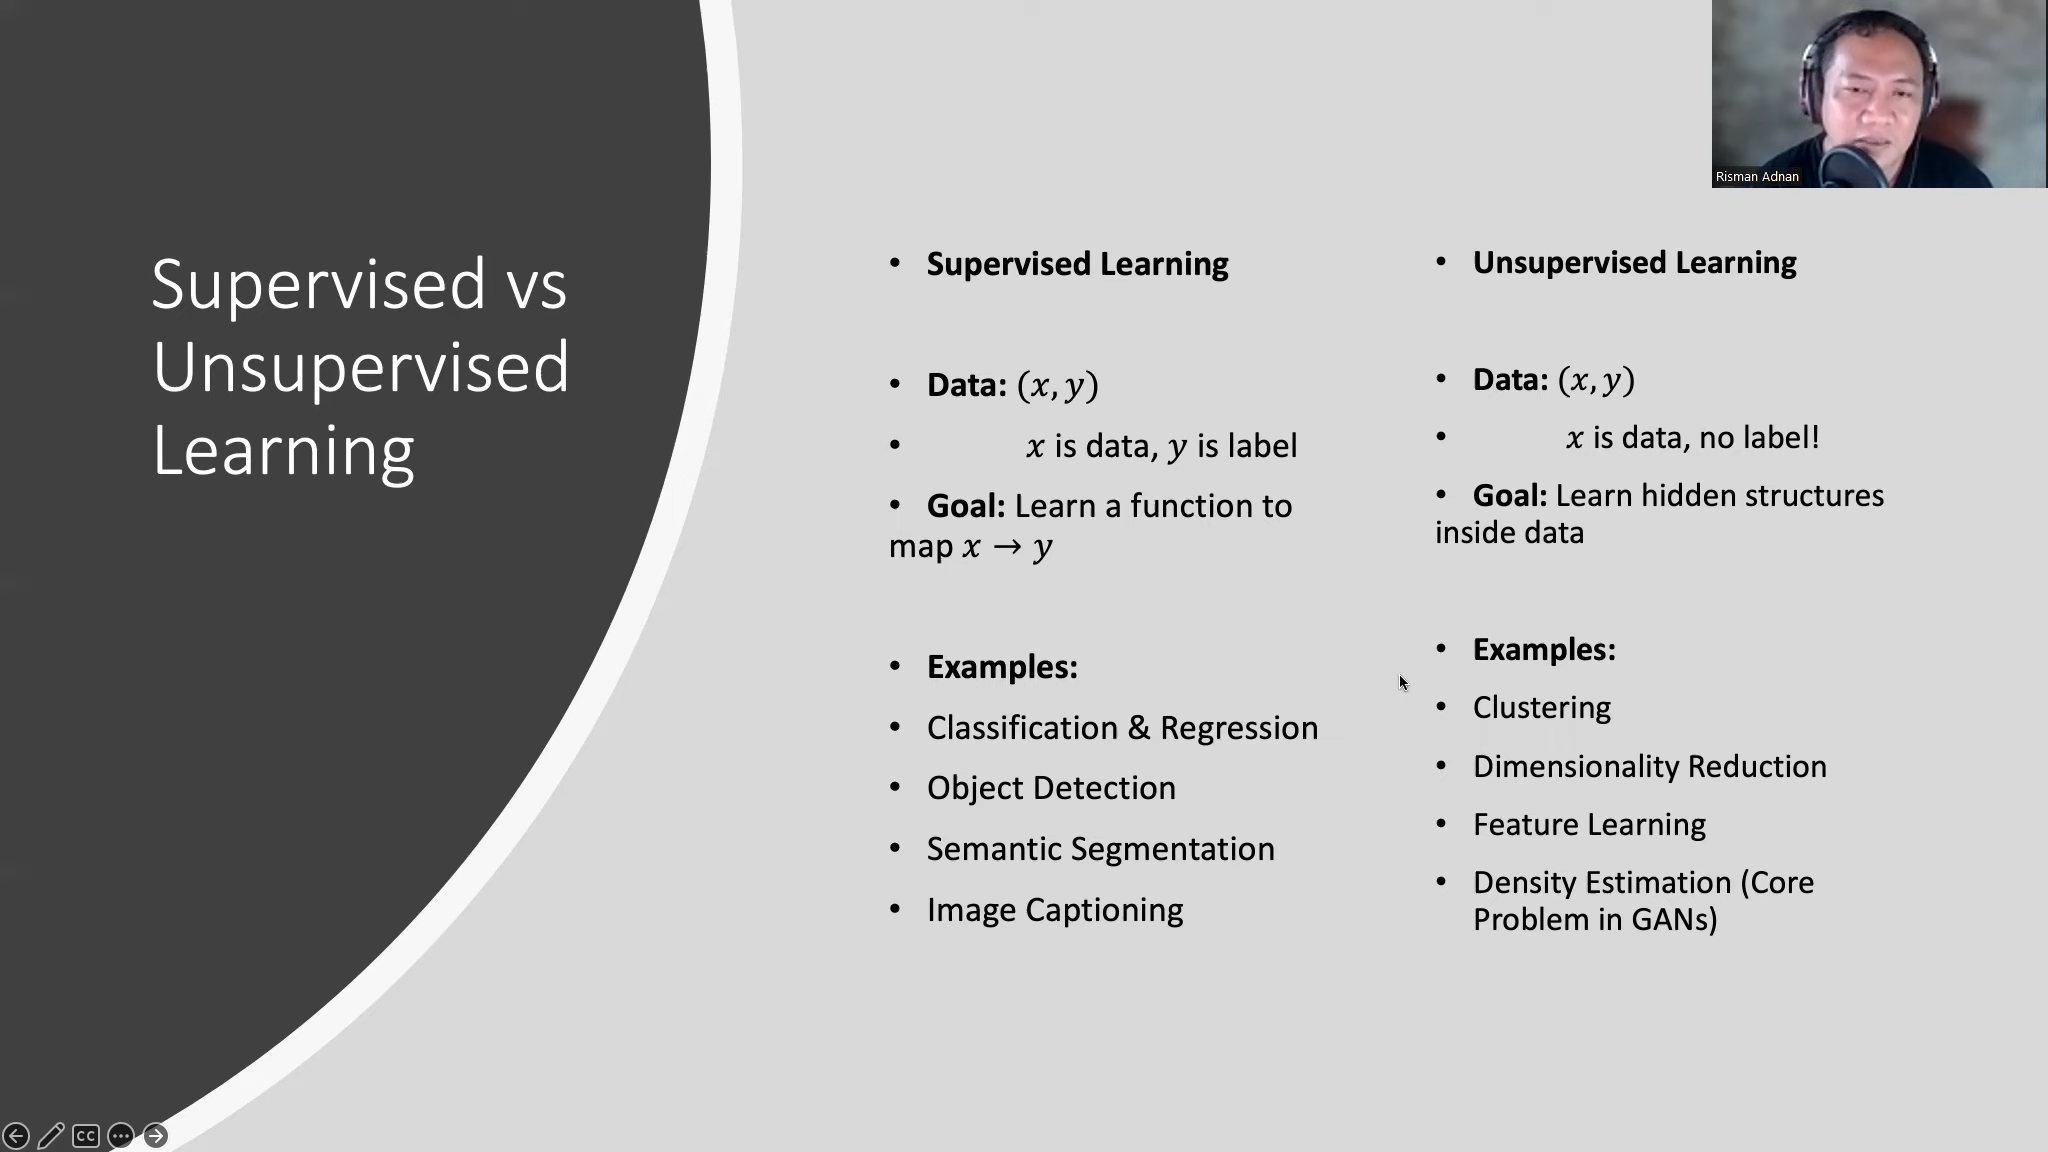 Supervised vs
Unsupervised
Learning
• Supervised Learning
• Data: (x, y)
• x is data, y is label
• Goal: Learn a function to
map x → y
• Examples:
• Classification & Regression
• Object Detection
• Semantic Segmentation
• Image Captioning
• Unsupervised Learning
• Data: (x, y)
• x is data, no label!
• Goal: Learn hidden structures
inside data
• Examples:
• Clustering
• Dimensionality Reduction
• Feature Learning
• Density Estimation (Core
Problem in GANs)
Risman Adnan
CC